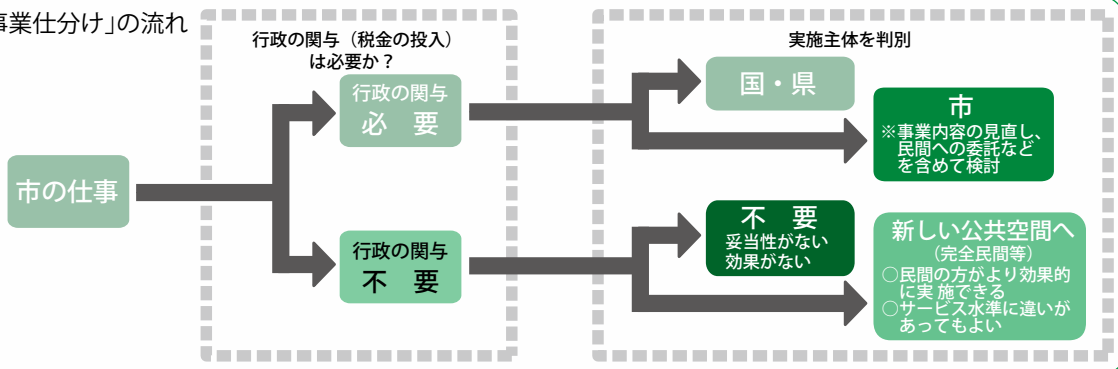 事業仕分け」の流れ
行政の関与（税金の投入）
は必要か？
実施主体を判別
市の仕事
行政の関与
必 要
国・県
市
※事業内容の見直し、
民間への委託など
を含めて検討
行政の関与
不 要
不 要
妥当性がない
効果がない
新しい公共空間へ
（完全民間等）
○民間の方がより効果的
に実施できる
○サービス水準に違いが
あってもよい